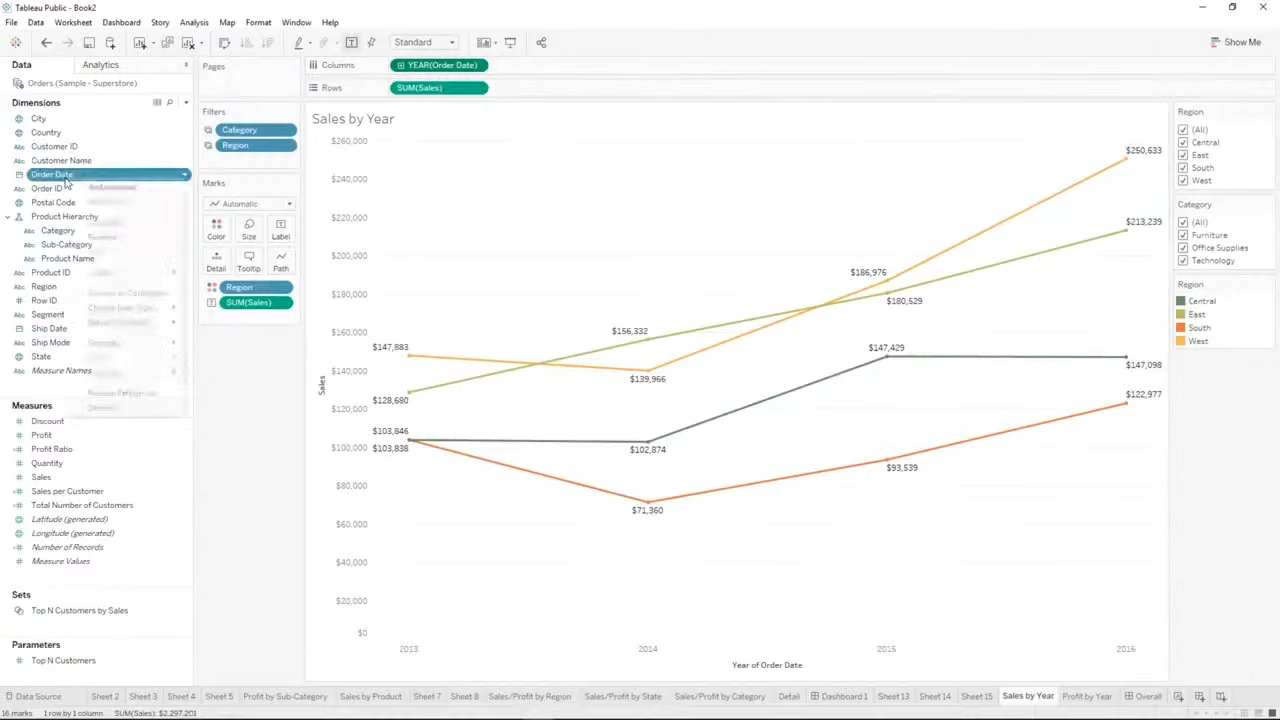 Tableau Public - Book2
File Data Worksheet Dashboard Story Analysis Map Format Window Help
Standard Show Me
Data Analytics
Orders (Sample - Superstore)
Dimensions
City
Country
Customer ID
Customer Name
Order Date
Order ID
Postal Code
Product Hierarchy
Abc Category
Abc Sub-Category
Abc Product Name
Abc Product ID
Abc Region
# Row ID
Abc Segment
Ship Date
Abc Ship Mode
State
Abc Measure Names
Measures
# Discount
# Profit
=# Profit Ratio
# Quantity
# Sales
=# Sales per Customer
=# Total Number of Customers
Latitude (generated)
Longitude (generated)
=# Number of Records
# Measure Values
Sets
Top N Customers by Sales
Parameters
# Top N Customers
Pages
Filters
Category
Region
Marks
Automatic
Color Size Label
Detail Tooltip Path
Region
SUM(Sales)
Columns YEAR(Order Date)
Rows SUM(Sales)
Sales by Year
$260,000
$240,000
$220,000
$200,000
$180,000
$160,000
$140,000
$120,000
$100,000
$80,000
$60,000
$40,000
$20,000
$0
Sales
$250,633
$213,239
$186,976
$180,529
$156,332
$147,883
$147,429
$139,966
$147,098
$128,680
$122,977
$103,846
$103,838
$102,874
$93,539
$71,360
2013 2014 2015 2016
Year of Order Date
Region
(All)
Central
East
South
West
Category
(All)
Furniture
Office Supplies
Technology
Region
Central
East
South
West
Data Source Sheet 2 Sheet 3 Sheet 4 Sheet 5 Profit by Sub-Category Sales by Product Sheet 7 Sheet 8 Sales/Profit by Region Sales/Profit by State Sales/Profit by Category Detail Dashboard 1 Sheet 13 Sheet 14 Sheet 15 Sales by Year Profit by Year Overall
16 marks 1 row by 1 column SUM(Sales): $2,297,201